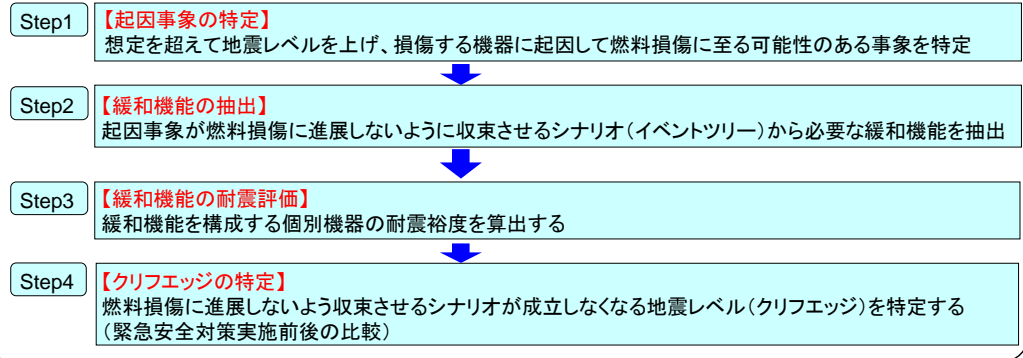 Step1
【起因事象の特定】
想定を超えて地震レベルを上げ、損傷する機器に起因して燃料損傷に至る可能性のある事象を特定
Step2
【緩和機能の抽出】
起因事象が燃料損傷に進展しないように収束させるシナリオ（イベントツリー）から必要な緩和機能を抽出
Step3
【緩和機能の耐震評価】
緩和機能を構成する個別機器の耐震裕度を算出する
Step4
【クリフエッジの特定】
燃料損傷に進展しないよう収束させるシナリオが成立しなくなる地震レベル（クリフエッジ）を特定する
（緊急安全対策実施前後の比較）